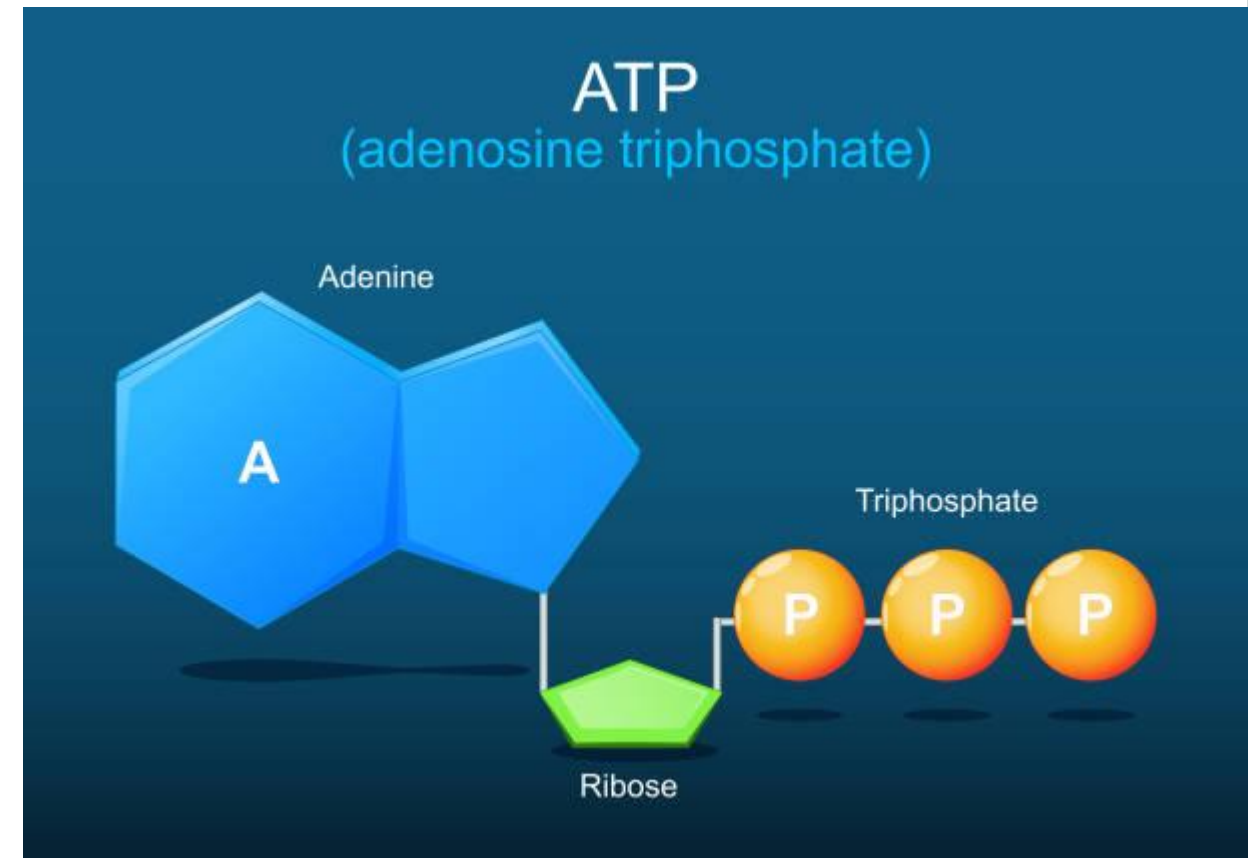 ATP
(adenosine triphosphate)
Adenine
A
Triphosphate
P P P
Ribose